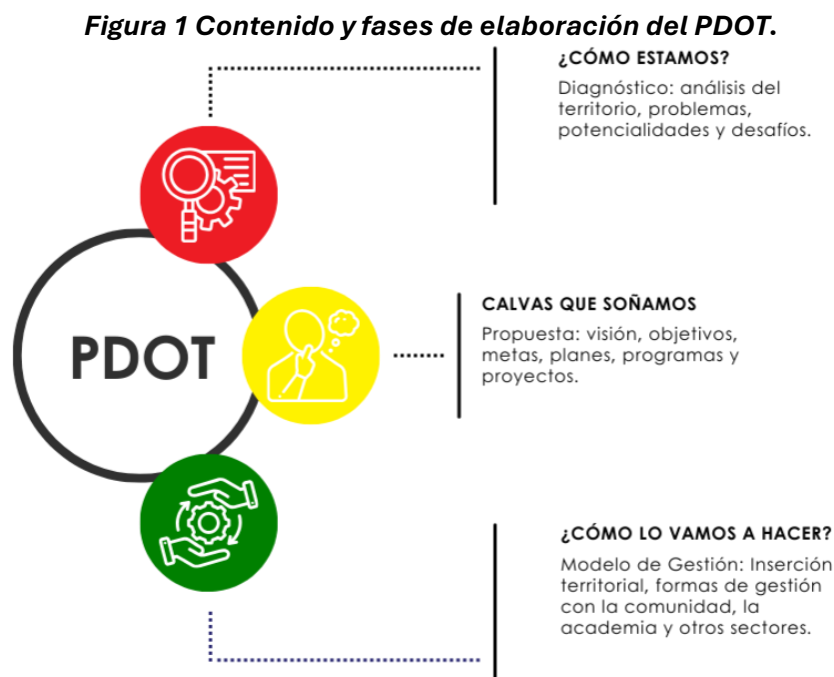 Figura 1 Contenido y fases de elaboración del PDOT.
¿CÓMO ESTAMOS?
Diagnóstico: análisis del
territorio, problemas,
potencialidades y desafíos.
PDOT
CALVAS QUE SOÑAMOS
Propuesta: visión, objetivos,
metas, planes, programas y
proyectos.
¿CÓMO LO VAMOS A HACER?
Modelo de Gestión: Inserción
territorial, formas de gestión
con la comunidad, la
academia y otros sectores.